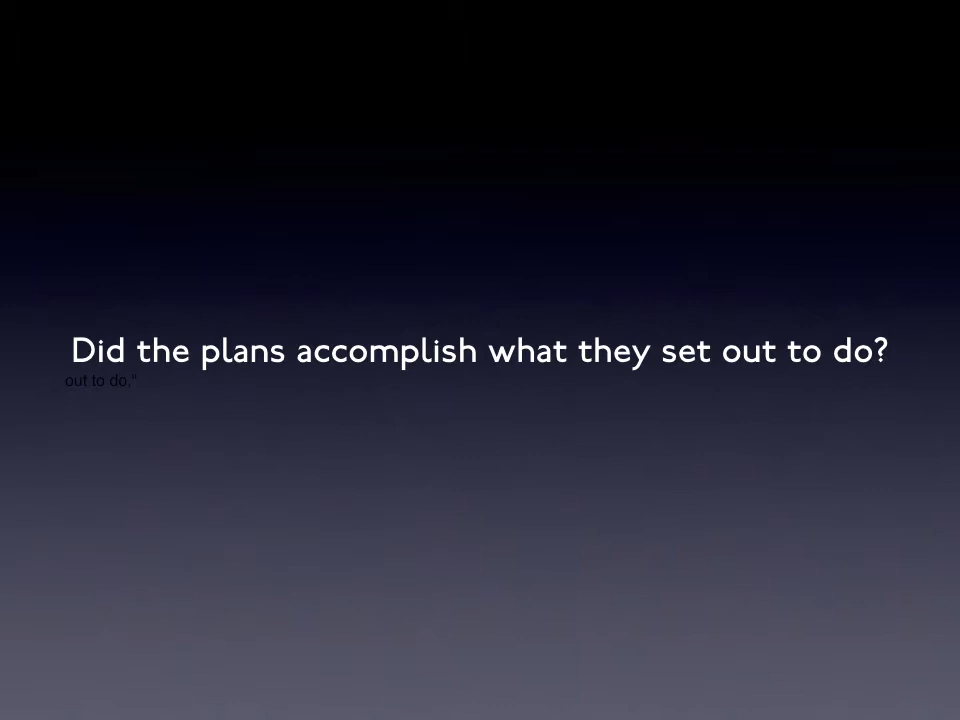 Did the plans accomplish what they set out to do?
out to do,"